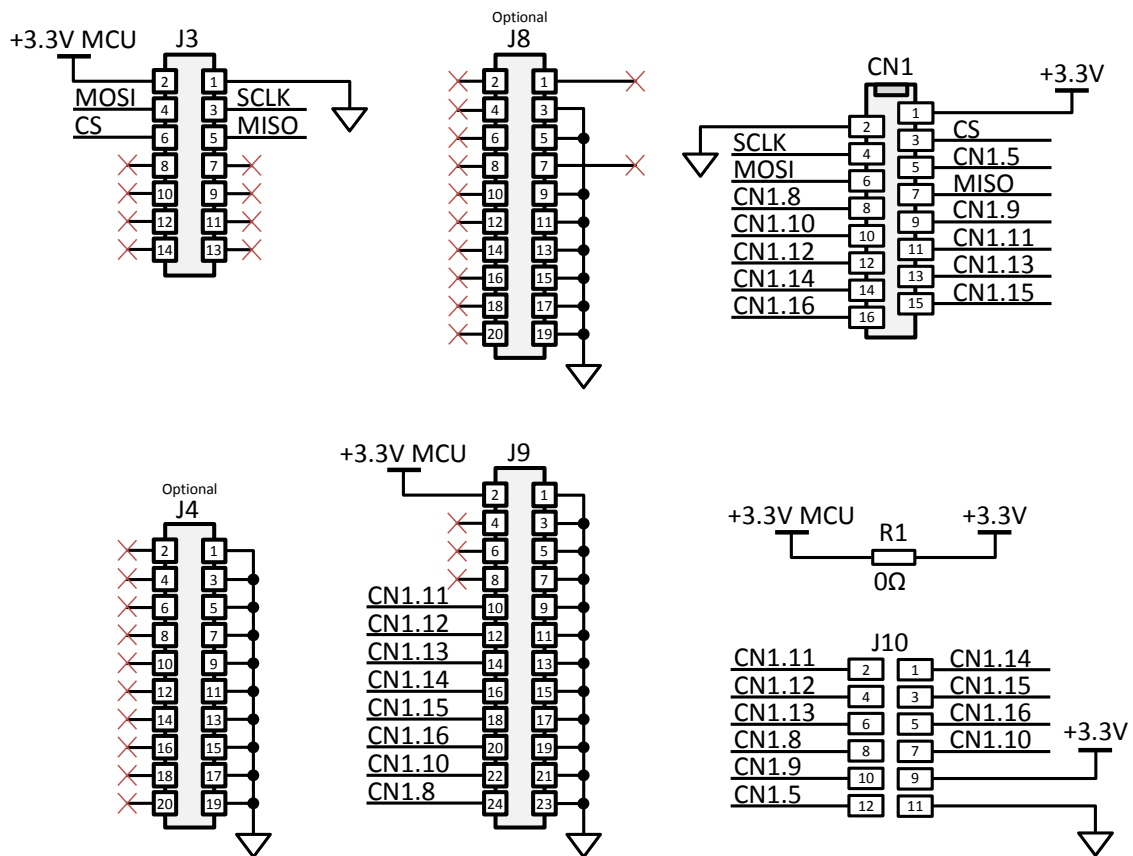 +3.3V MCU
J3
2 1
MOSI 4 3 SCLK
CS 6 5 MISO
8 7
10 9
12 11
14 13
Optional
J8
2 1
4 3
6 5
8 7
10 9
12 11
14 13
16 15
18 17
20 19
CN1
+3.3V
1
2
3 CS
SCLK 4
5 CN1.5
MOSI 6
7 MISO
CN1.8 8
9 CN1.9
CN1.10 10
11 CN1.11
CN1.12 12
13 CN1.13
CN1.14 14
15 CN1.15
CN1.16 16
Optional
J4
2 1
4 3
6 5
8 7
10 9
12 11
14 13
16 15
18 17
20 19
+3.3V MCU
J9
2 1
4 3
6 5
8 7
CN1.11 10 9
CN1.12 12 11
CN1.13 14 13
CN1.14 16 15
CN1.15 18 17
CN1.16 20 19
CN1.10 22 21
CN1.8 24 23
+3.3V MCU
R1
+3.3V
0Ω
J10
CN1.11 2 1 CN1.14
CN1.12 4 3 CN1.15
CN1.13 6 5 CN1.16
CN1.8 8 7 CN1.10
+3.3V
CN1.9 10 9
CN1.5 12 11